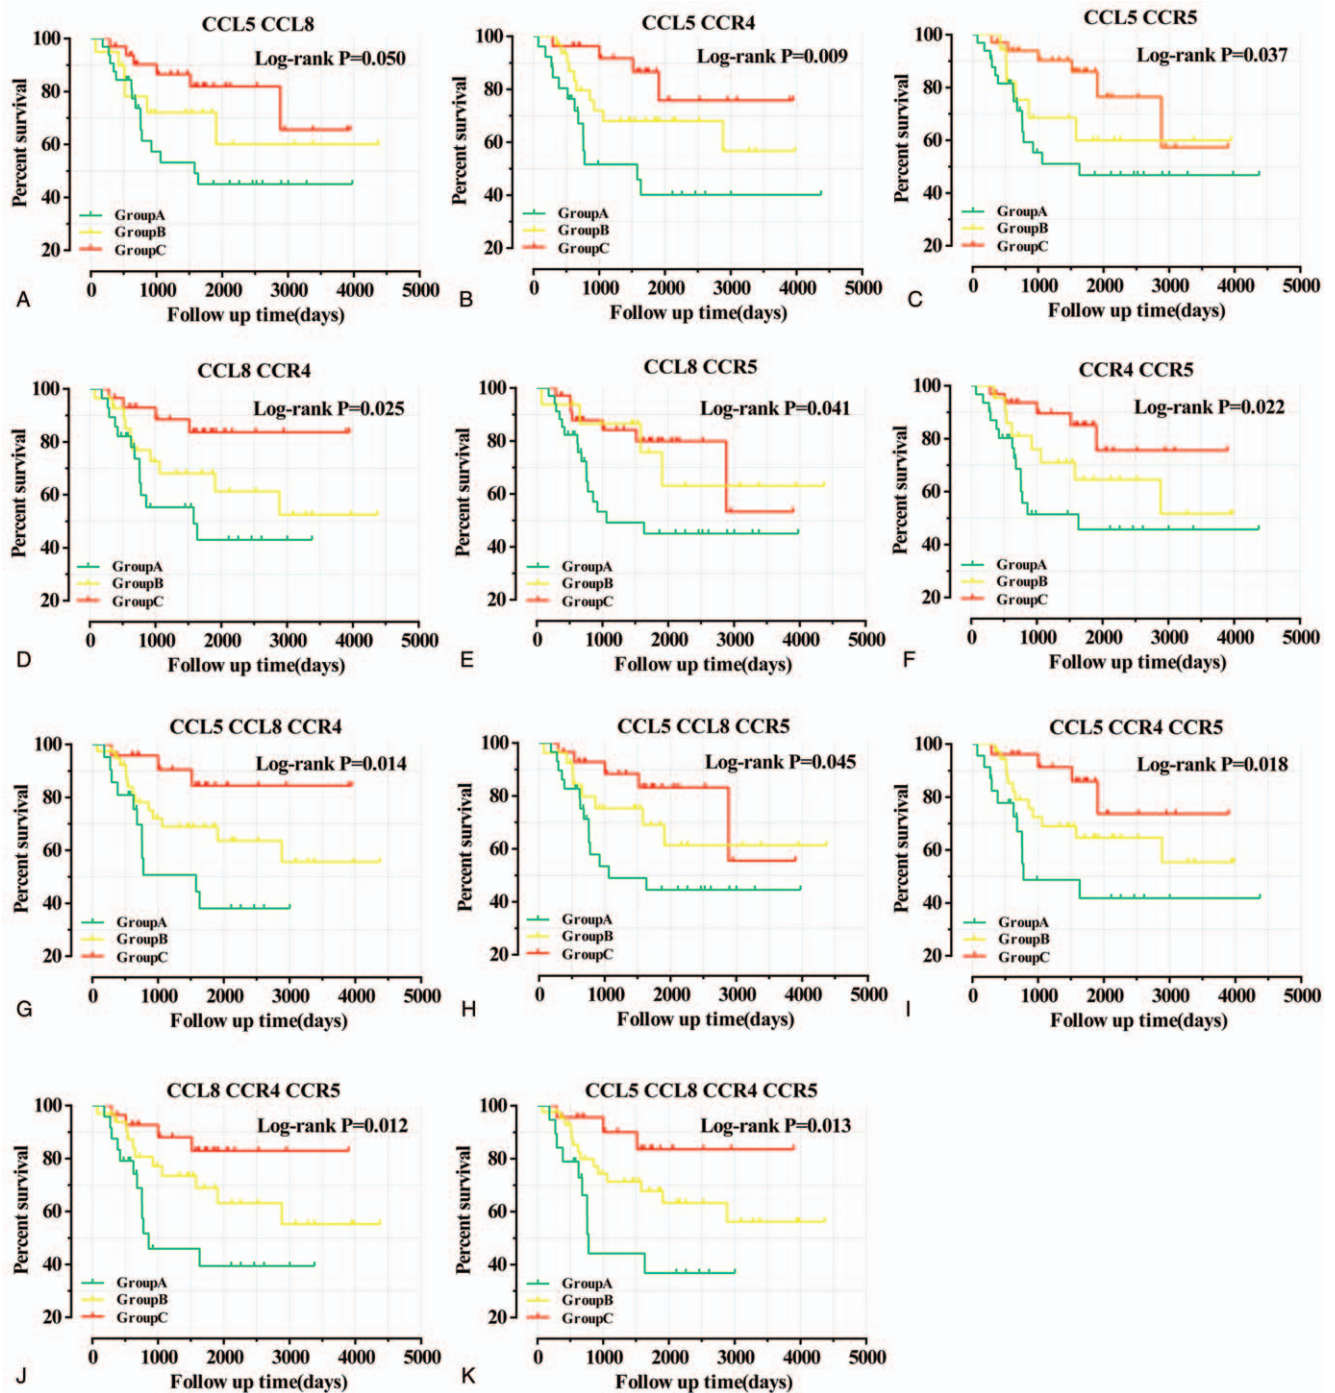 CCL5 CCL8
Log-rank P=0.050
Percent survival
100
80
60
40
20
GroupA
GroupB
GroupC
0 1000 2000 3000 4000 5000
Follow up time(days)
A
CCL5 CCR4
Log-rank P=0.009
Percent survival
100
80
60
40
20
GroupA
GroupB
GroupC
0 1000 2000 3000 4000 5000
Follow up time(days)
B
CCL5 CCR5
Log-rank P=0.037
Percent survival
100
80
60
40
20
GroupA
GroupB
GroupC
0 1000 2000 3000 4000 5000
Follow up time(days)
C
CCL8 CCR4
Log-rank P=0.025
Percent survival
100
80
60
40
20
GroupA
GroupB
GroupC
0 1000 2000 3000 4000 5000
Follow up time(days)
D
CCL8 CCR5
Log-rank P=0.041
Percent survival
100
80
60
40
20
GroupA
GroupB
GroupC
0 1000 2000 3000 4000 5000
Follow up time(days)
E
CCR4 CCR5
Log-rank P=0.022
Percent survival
100
80
60
40
20
GroupA
GroupB
GroupC
0 1000 2000 3000 4000 5000
Follow up time(days)
F
CCL5 CCL8 CCR4
Log-rank P=0.014
Percent survival
100
80
60
40
20
GroupA
GroupB
GroupC
0 1000 2000 3000 4000 5000
Follow up time(days)
G
CCL5 CCL8 CCR5
Log-rank P=0.045
Percent survival
100
80
60
40
20
GroupA
GroupB
GroupC
0 1000 2000 3000 4000 5000
Follow up time(days)
H
CCL5 CCR4 CCR5
Log-rank P=0.018
Percent survival
100
80
60
40
20
GroupA
GroupB
GroupC
0 1000 2000 3000 4000 5000
Follow up time(days)
I
CCL8 CCR4 CCR5
Log-rank P=0.012
Percent survival
100
80
60
40
20
GroupA
GroupB
GroupC
0 1000 2000 3000 4000 5000
Follow up time(days)
J
CCL5 CCL8 CCR4 CCR5
Log-rank P=0.013
Percent survival
100
80
60
40
20
GroupA
GroupB
GroupC
0 1000 2000 3000 4000 5000
Follow up time(days)
K